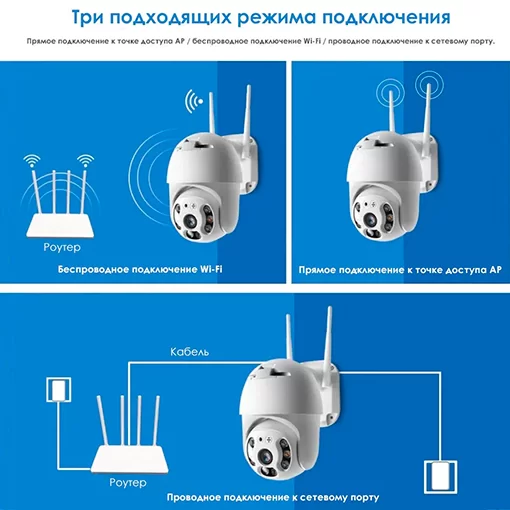 Три подходящих режима подключения
Прямое подключение к точке доступа AP / беспроводное подключение Wi-Fi / проводное подключение к сетевому порту.
Роутер
Беспроводное подключение Wi-Fi
Прямое подключение к точке доступа AP
Кабель
Роутер
Проводное подключение к сетевому порту